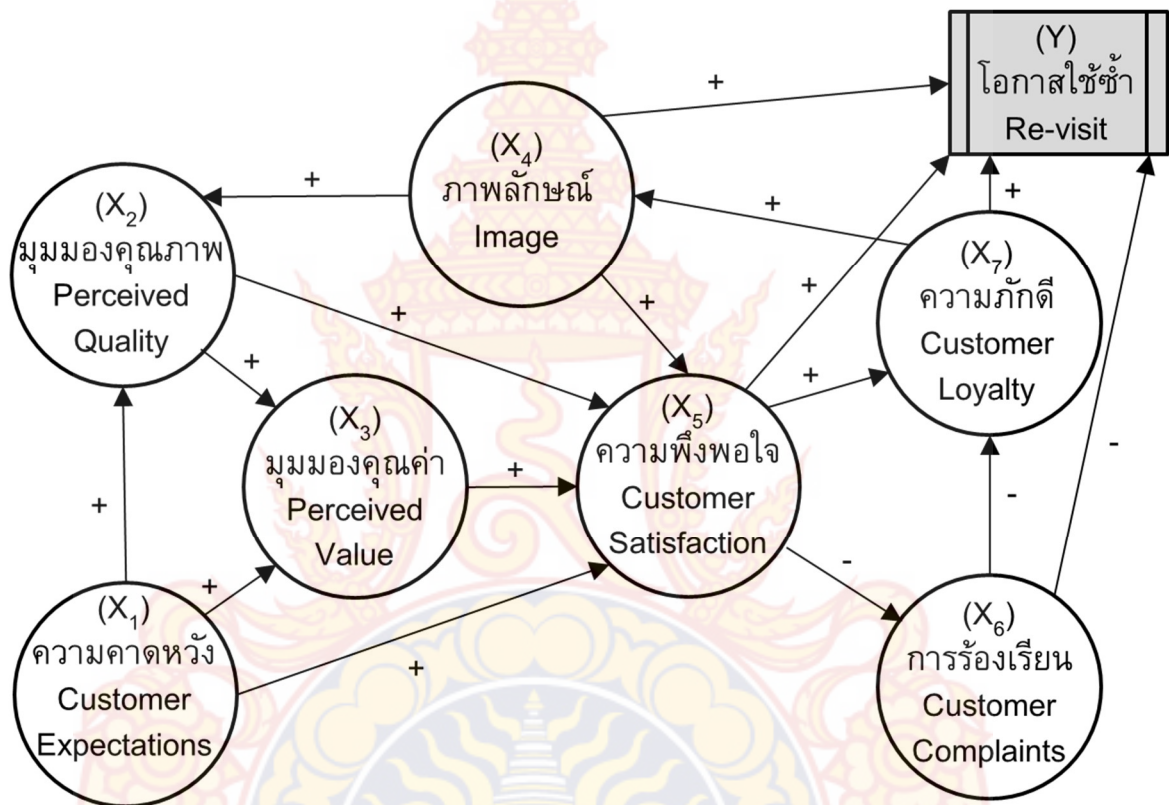 (Y)
โอกาสใช้ซ้ำ
Re-visit
+
(X₄)
ภาพลักษณ์
Image
+
+
+
(X₂)
มุมมองคุณภาพ
Perceived
Quality
(X₇)
ความภักดี
Customer
Loyalty
+
+
+
+
+
-
(X₃)
มุมมองคุณค่า
Perceived
Value
+
(X₅)
ความพึงพอใจ
Customer
Satisfaction
+
-
-
+
(X₁)
ความคาดหวัง
Customer
Expectations
+
(X₆)
การร้องเรียน
Customer
Complaints